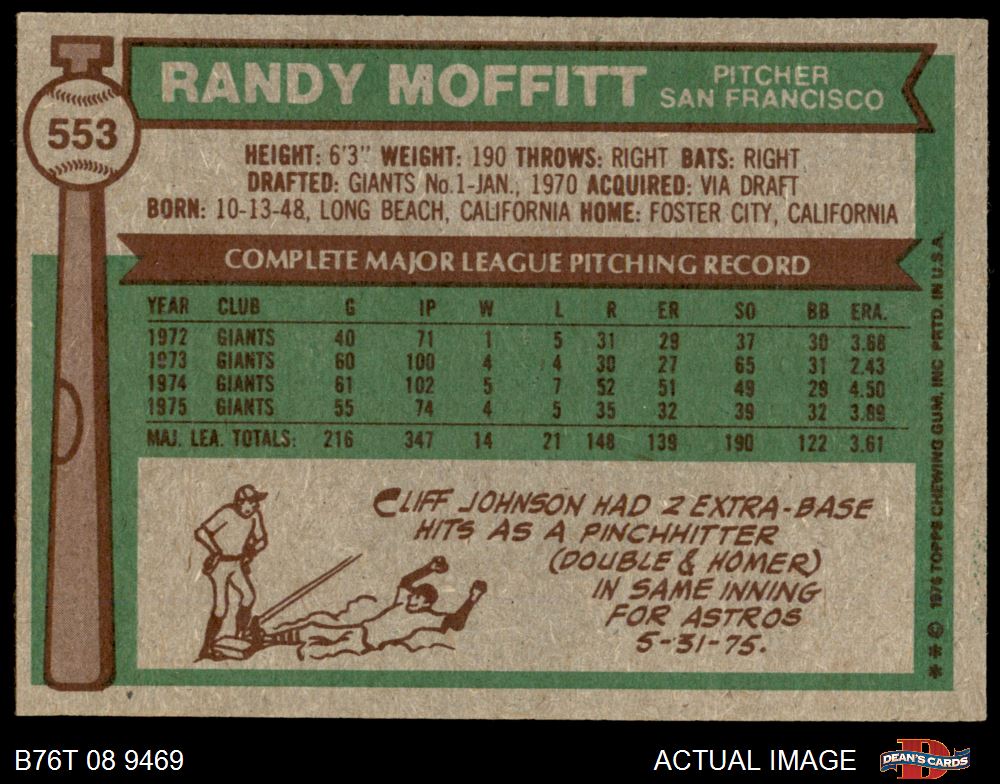 RANDY MOFFITT
PITCHER
SAN FRANCISCO
553
HEIGHT: 6'3" WEIGHT: 190 THROWS: RIGHT BATS: RIGHT
DRAFTED: GIANTS No.1-JAN., 1970 ACQUIRED: VIA DRAFT
BORN: 10-13-48, LONG BEACH, CALIFORNIA HOME: FOSTER CITY, CALIFORNIA
COMPLETE MAJOR LEAGUE PITCHING RECORD
YEAR CLUB G IP W L R ER SO BB ERA.
1972 GIANTS 40 71 1 5 31 29 37 30 3.68
1973 GIANTS 60 100 4 4 30 27 65 31 2.43
1974 GIANTS 61 102 5 7 52 51 49 29 4.50
1975 GIANTS 55 74 4 5 35 32 39 32 3.89
MAJ. LEA. TOTALS: 216 347 14 21 148 139 190 122 3.61
CLIFF JOHNSON HAD 2 EXTRA-BASE
HITS AS A PINCHHITTER
(DOUBLE & HOMER)
IN SAME INNING
FOR ASTROS
5-31-75.
** © 1976 TOPPS CHEWING GUM, INC PRTD. IN U.S.A.
B76T 08 9469
ACTUAL IMAGE
DEAN'S CARDS